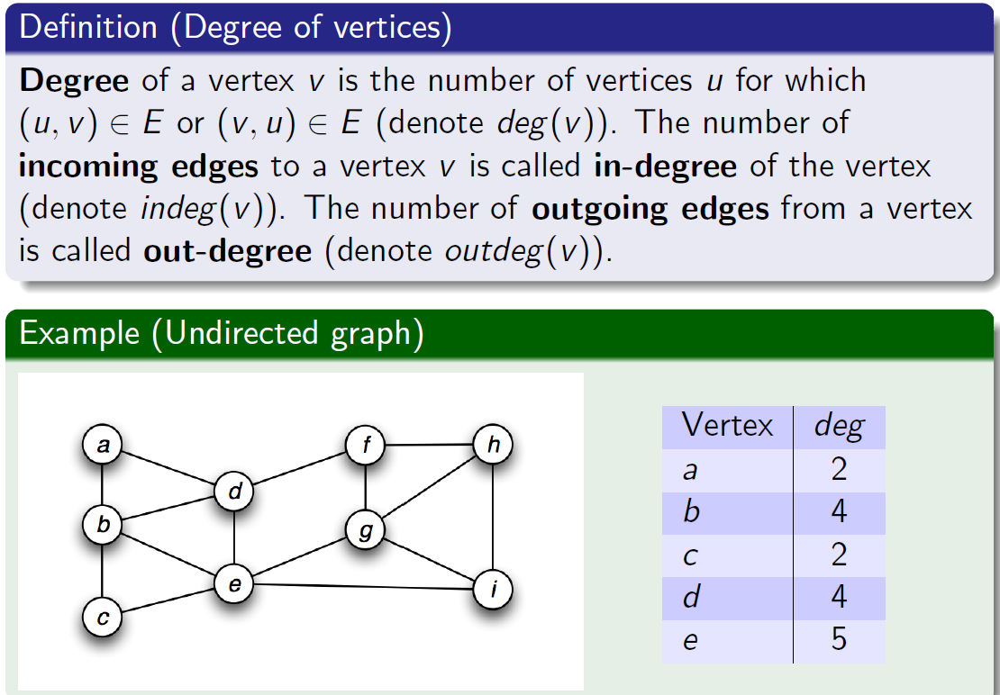 Definition (Degree of vertices)
Degree of a vertex v is the number of vertices u for which
(u, v) ∈ E or (v, u) ∈ E (denote deg(v)). The number of
incoming edges to a vertex v is called in-degree of the vertex
(denote indeg(v)). The number of outgoing edges from a vertex
is called out-degree (denote outdeg(v)).
Example (Undirected graph)
a
b
c
d
e
f
g
h
i
Vertex deg
a 2
b 4
c 2
d 4
e 5